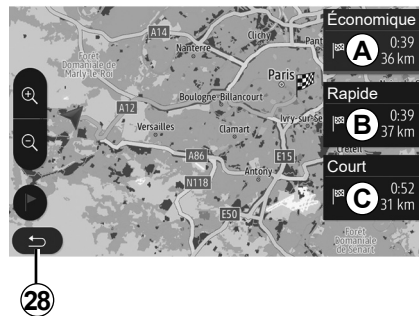 Économique
A 0:39
36 km
Rapide
B 0:39
37 km
Court
C 0:52
31 km
A14
Nanterre
Clichy
Pant
Forêt
Domaniale de
Marly-le-Roi
Paris
Boulogne-Billancourt
A12
Ivry-sur-Se
Versailles
Clamart
Créteil
A86
E15
Antony
N118
E50
Forêt
Domaniale
de Sénart
28